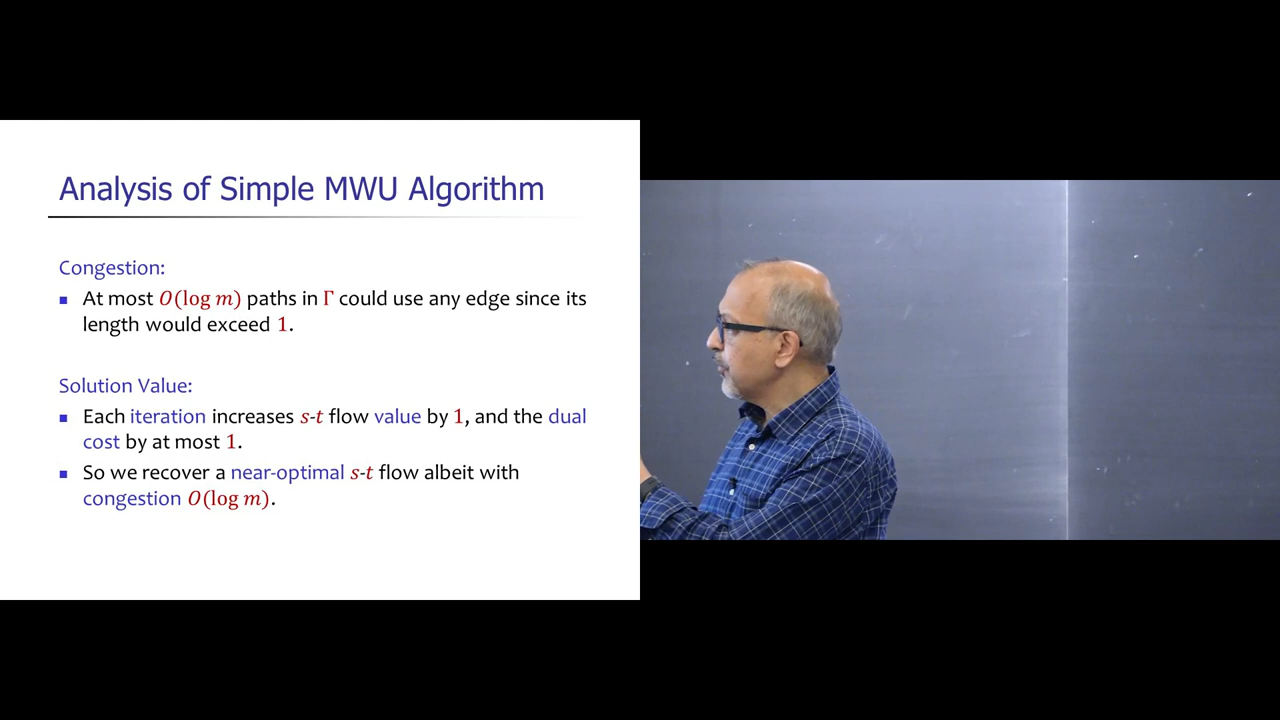 Analysis of Simple MWU Algorithm
Congestion:
▪ At most O(log m) paths in Γ could use any edge since its
length would exceed 1.
Solution Value:
▪ Each iteration increases s-t flow value by 1, and the dual
cost by at most 1.
▪ So we recover a near-optimal s-t flow albeit with
congestion O(log m).